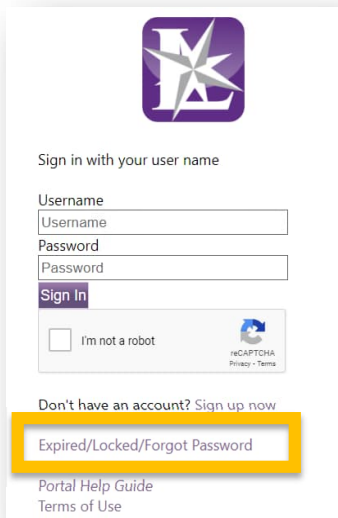 Sign in with your user name
Username
Username
Password
Password
Sign In
I'm not a robot
reCAPTCHA
Privacy - Terms
Don't have an account? Sign up now
Expired/Locked/Forgot Password
Portal Help Guide
Terms of Use